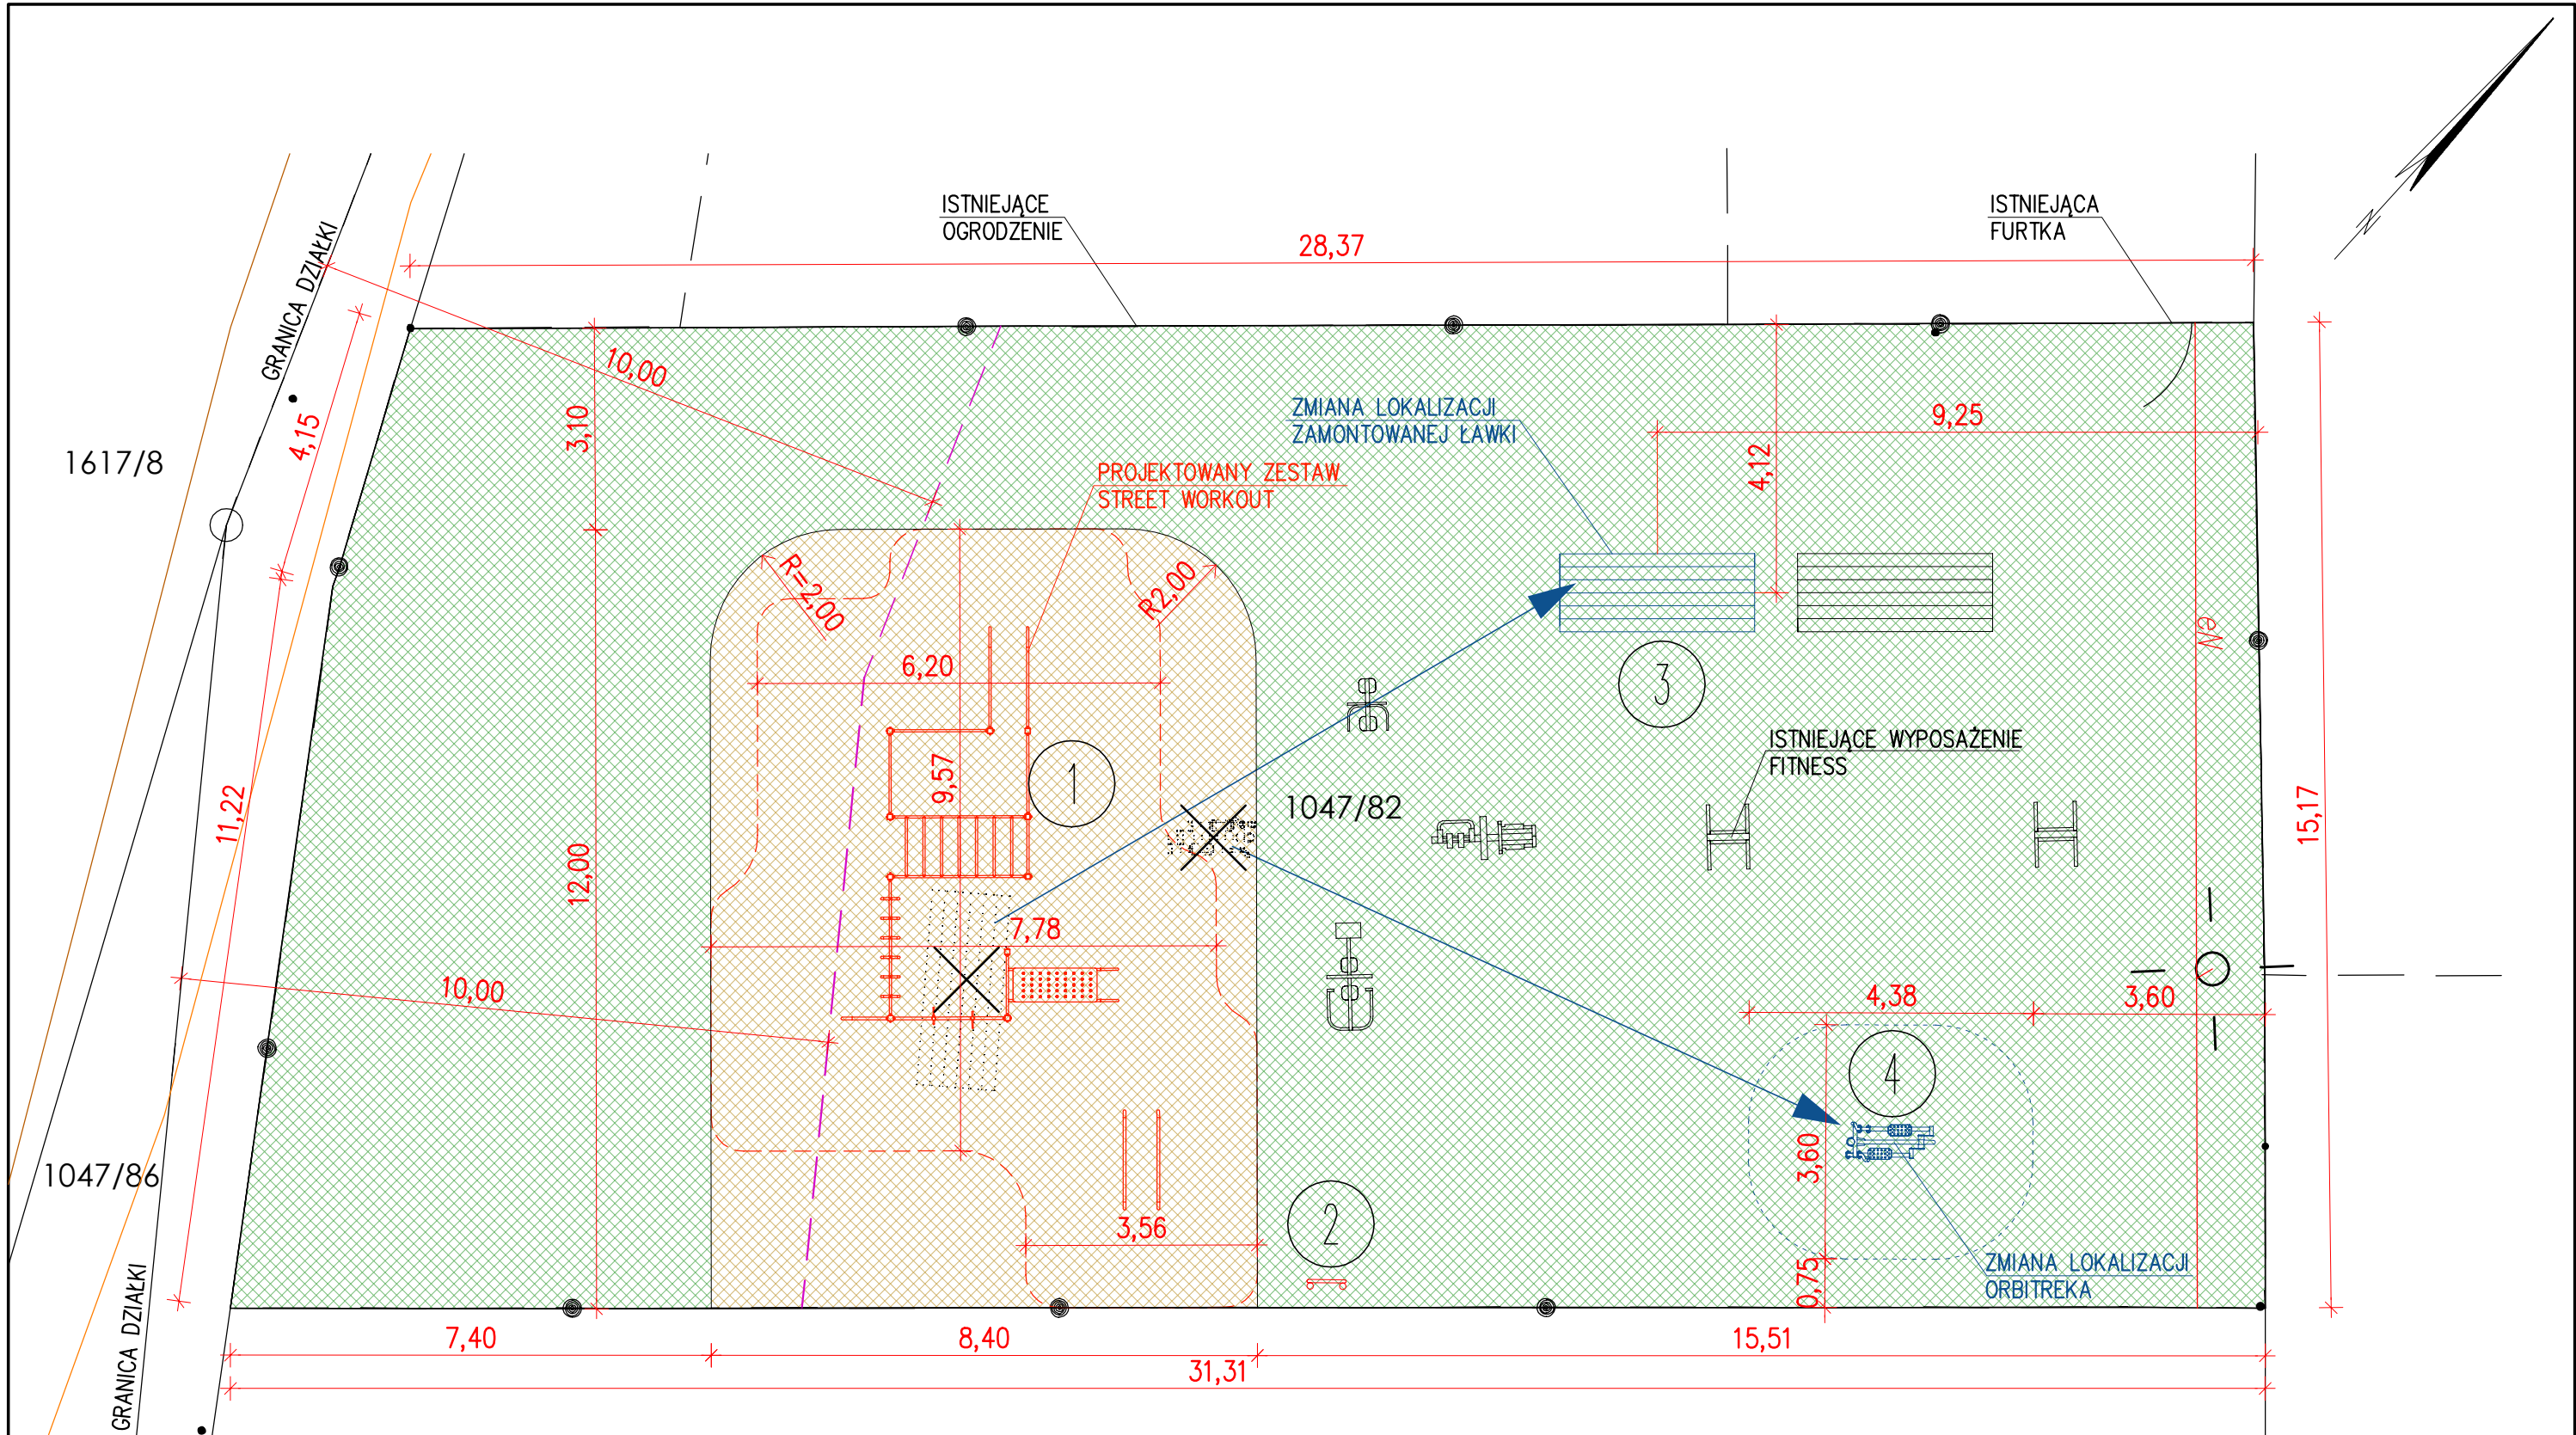 ISTNIEJĄCE
OGRODZENIE
ISTNIEJĄCA
FURTKA
28,37
GRANICA DZIAŁKI
10,00
4,15
3,10
1617/8
ZMIANA LOKALIZACJI
ZAMONTOWANEJ ŁAWKI
9,25
4,12
PROJEKTOWANY ZESTAW
STREET WORKOUT
R=2,00
R2,00
eN
6,20
3
9,57
1
ISTNIEJĄCE WYPOSAŻENIE
FITNESS
1047/82
11,22
12,00
15,17
7,78
10,00
4,38
3,60
4
3,60
1047/86
3,56
2
0,75
ZMIANA LOKALIZACJI
ORBITREKA
GRANICA DZIAŁKI
7,40
8,40
15,51
31,31
N